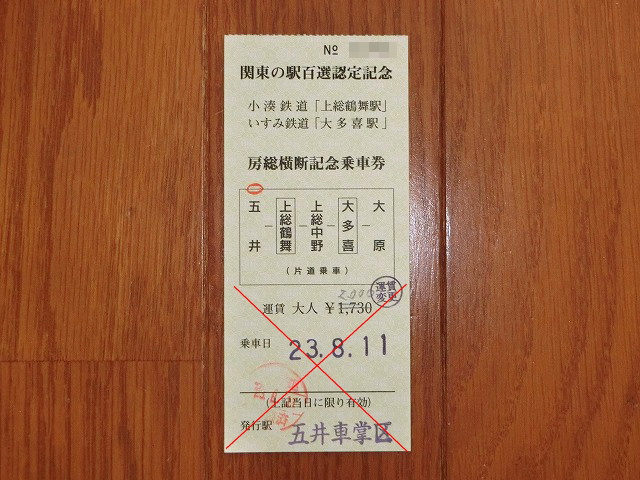 №
関東の駅百選認定記念
小湊鉄道「上総鶴舞駅」
いすみ鉄道「大多喜駅」
房総横断記念乗車券
五井―上総鶴舞―上総中野―大多喜―大原
(片道乗車)
2000
運賃変更
運賃 大人 ¥1,730
乗車日 23.8.11
(上記当日に限り有効)
発行駅 五井車掌区